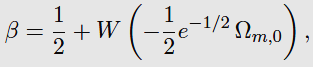 β = 1/2 + W(−1/2 e^{−1/2} Ω_{m,0}),